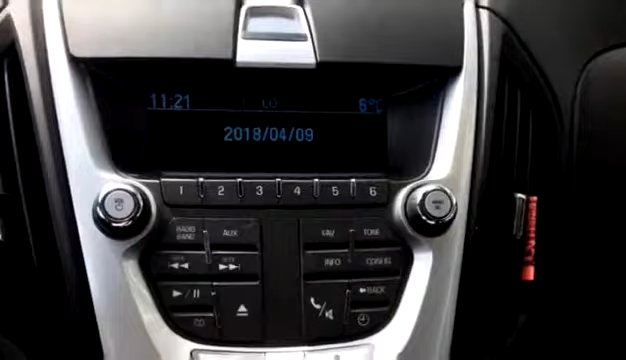 11:21 6°C
2018/04/09
1 2 3 4 5 6
RADIO BAND AUX
FAV TONE
INFO CONFIG
BACK
CD